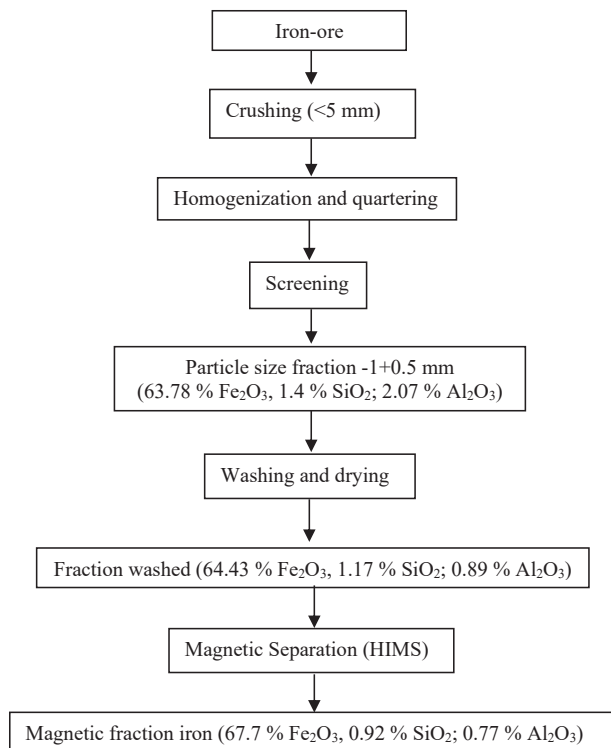 Iron-ore
Crushing (<5 mm)
Homogenization and quartering
Screening
Particle size fraction -1+0.5 mm
(63.78 % Fe₂O₃, 1.4 % SiO₂; 2.07 % Al₂O₃)
Washing and drying
Fraction washed (64.43 % Fe₂O₃, 1.17 % SiO₂; 0.89 % Al₂O₃)
Magnetic Separation (HIMS)
Magnetic fraction iron (67.7 % Fe₂O₃, 0.92 % SiO₂; 0.77 % Al₂O₃)